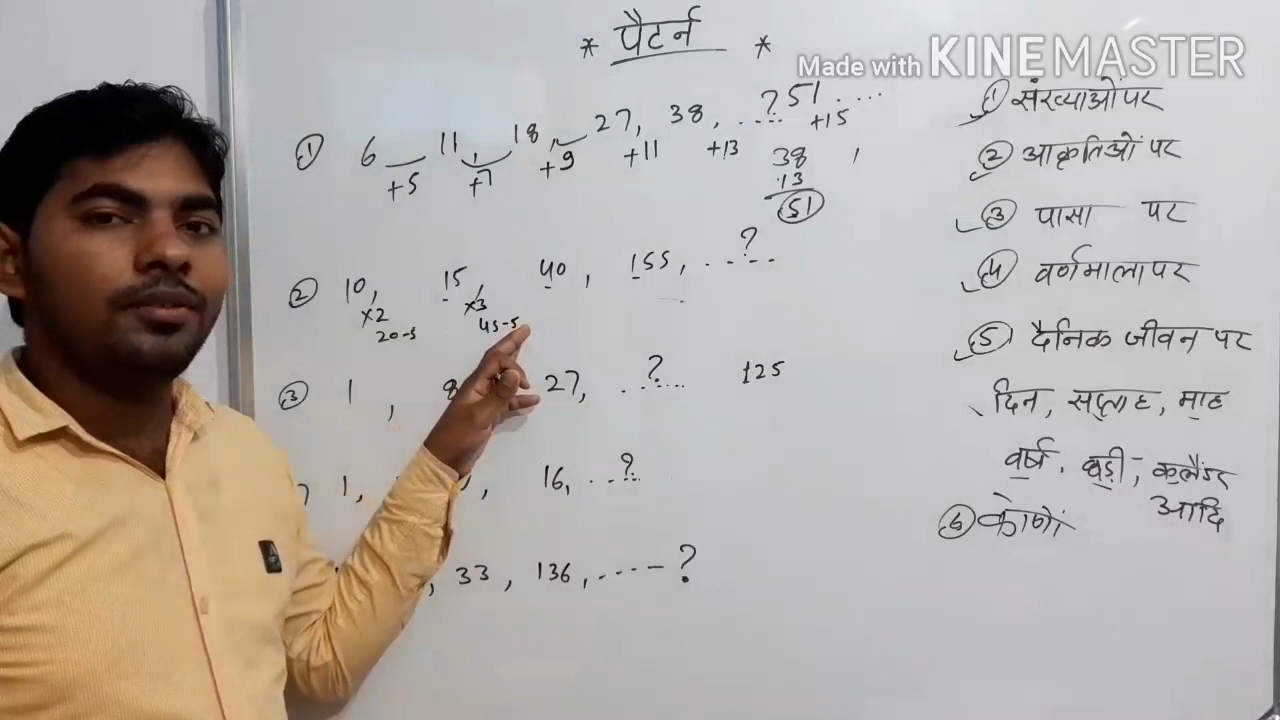 * पैटर्न *
Made with KINEMASTER
① 6 11, 18, 27, 38, ....? 51 ....
+5 +7 +9 +11 +13 +15
38
13
51
② 10, 15, 40, 155, ....?
×2 ×3
20-5 45-5
③ 1, 8 27, ....? 125
1, 16, ....?
, 33, 136, .....?
① संख्याओं पर
② आकृतिओं पर
③ पासा पर
④ वर्णमाला पर
⑤ दैनिक जीवन पर
दिन, सप्ताह, माह
वर्ष, घड़ी, कलैंडर
आदि
⑥ कोणों